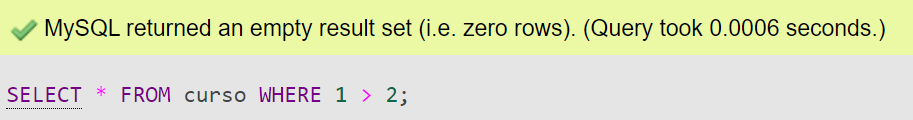 MySQL returned an empty result set (i.e. zero rows). (Query took 0.0006 seconds.)
SELECT * FROM curso WHERE 1 > 2;